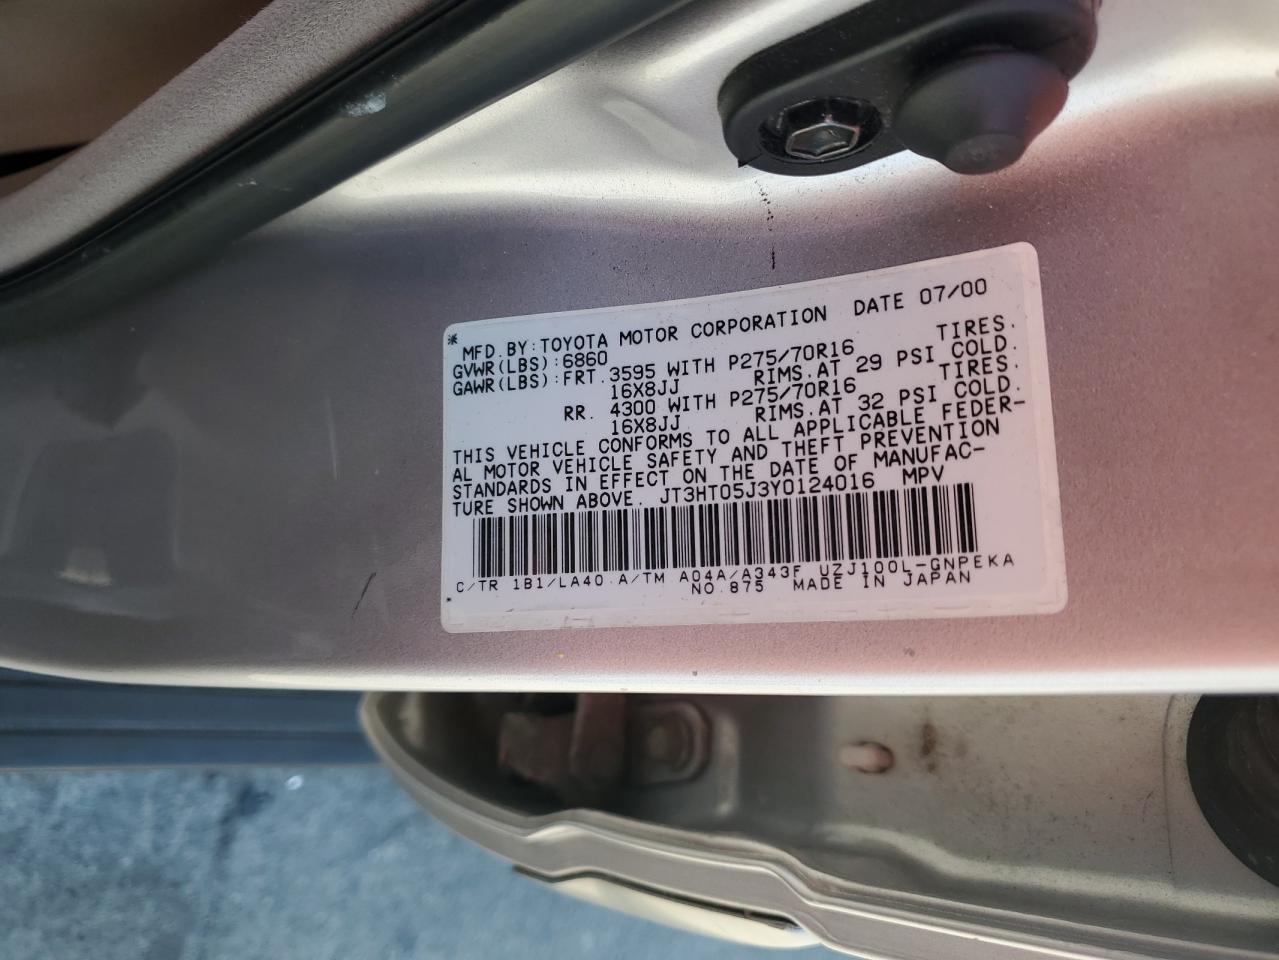 MFD. BY: TOYOTA MOTOR CORPORATION DATE 07/00
GVWR(LBS): 6860
GAWR(LBS): FRT. 3595 WITH P275/70R16 TIRES.
16X8JJ RIMS. AT 29 PSI COLD.
RR. 4300 WITH P275/70R16 TIRES.
16X8JJ RIMS. AT 32 PSI COLD.
THIS VEHICLE CONFORMS TO ALL APPLICABLE FEDER-
AL MOTOR VEHICLE SAFETY AND THEFT PREVENTION
STANDARDS IN EFFECT ON THE DATE OF MANUFAC-
TURE SHOWN ABOVE. JT3HT05J3Y0124016 MPV
C/TR 1B1/LA40 A/TM A04A/A343F UZJ100L-GNPEKA
NO.875 MADE IN JAPAN